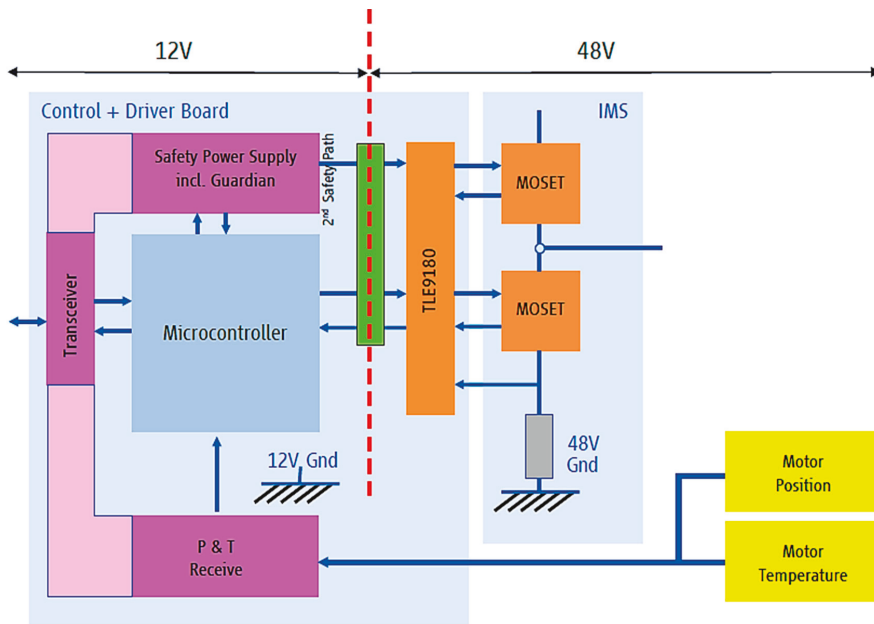 12V
48V
Control + Driver Board
IMS
Safety Power Supply
incl. Guardian
2nd Safety Path
MOSET
TLE9180
Transceiver
Microcontroller
MOSET
12V Gnd
48V
Gnd
P & T
Receive
Motor
Position
Motor
Temperature